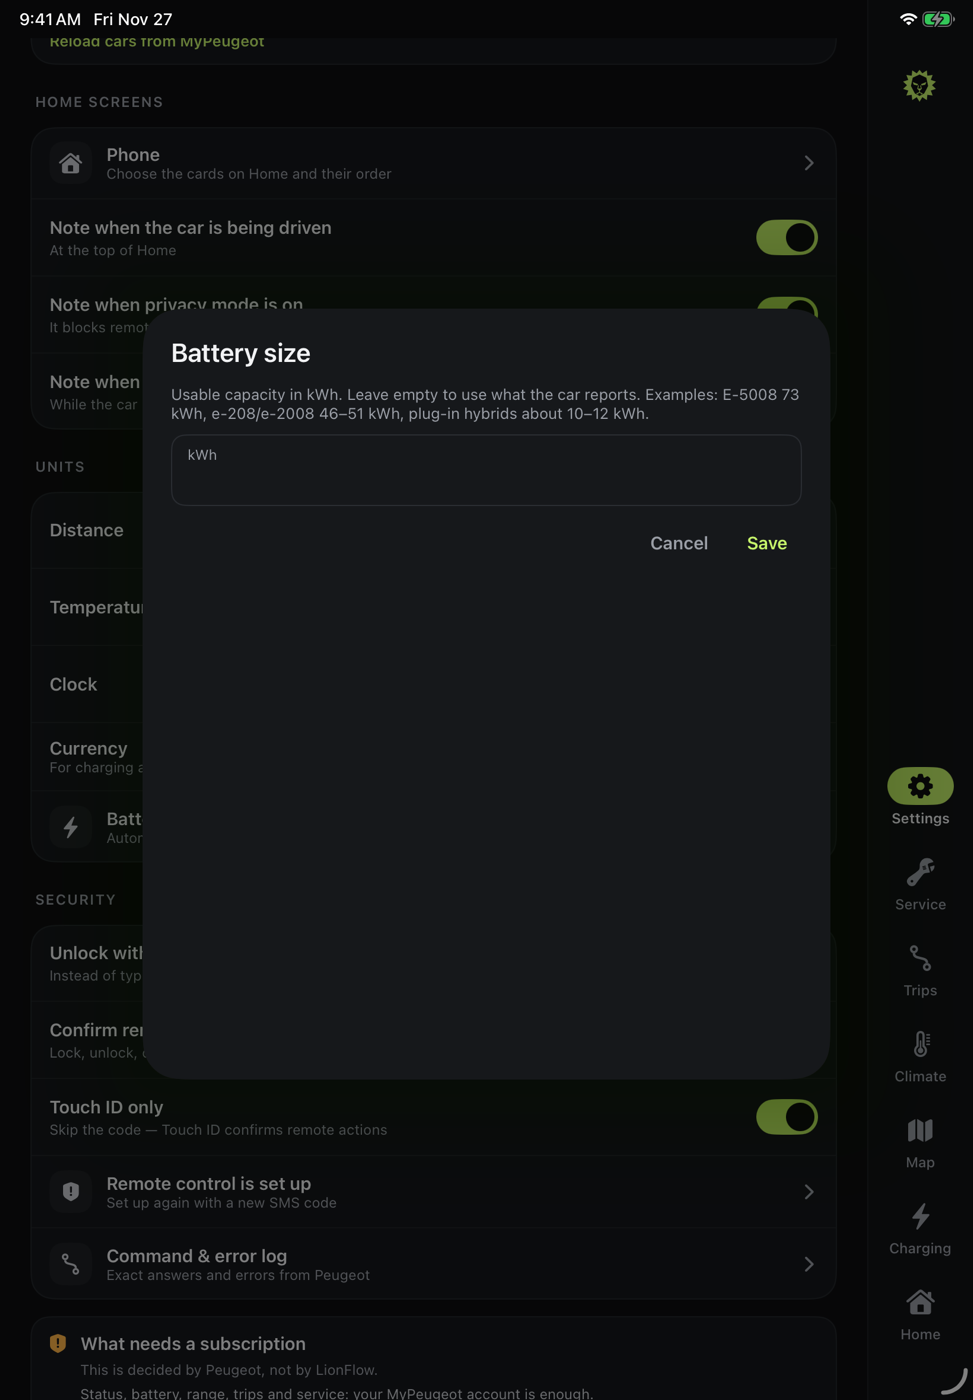 9:41 AM Fri Nov 27
Reload cars from MyPeugeot
HOME SCREENS
Phone
Choose the cards on Home and their order
Note when the car is being driven
At the top of Home
Note when privacy mode is on
It blocks remot
Note when
While the car
Battery size
Usable capacity in kWh. Leave empty to use what the car reports. Examples: E-5008 73
kWh, e-208/e-2008 46–51 kWh, plug-in hybrids about 10–12 kWh.
kWh
Cancel
Save
UNITS
Distance
Temperatu
Clock
Currency
For charging a
Batt
Autom
SECURITY
Unlock with
Instead of typ
Confirm rem
Lock, unlock, c
Touch ID only
Skip the code — Touch ID confirms remote actions
Remote control is set up
Set up again with a new SMS code
Command & error log
Exact answers and errors from Peugeot
What needs a subscription
This is decided by Peugeot, not by LionFlow.
Status, battery, range, trips and service: your MyPeugeot account is enough.
Settings
Service
Trips
Climate
Map
Charging
Home